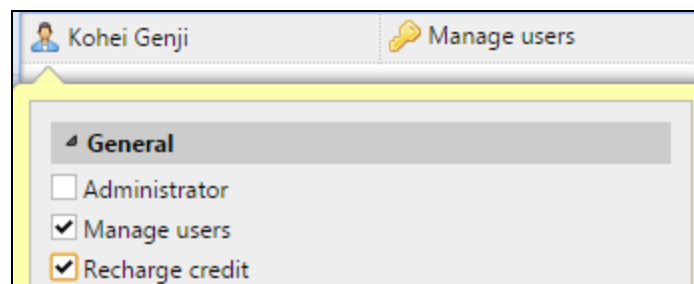 Kohei Genji Manage users
General
Administrator
Manage users
Recharge credit